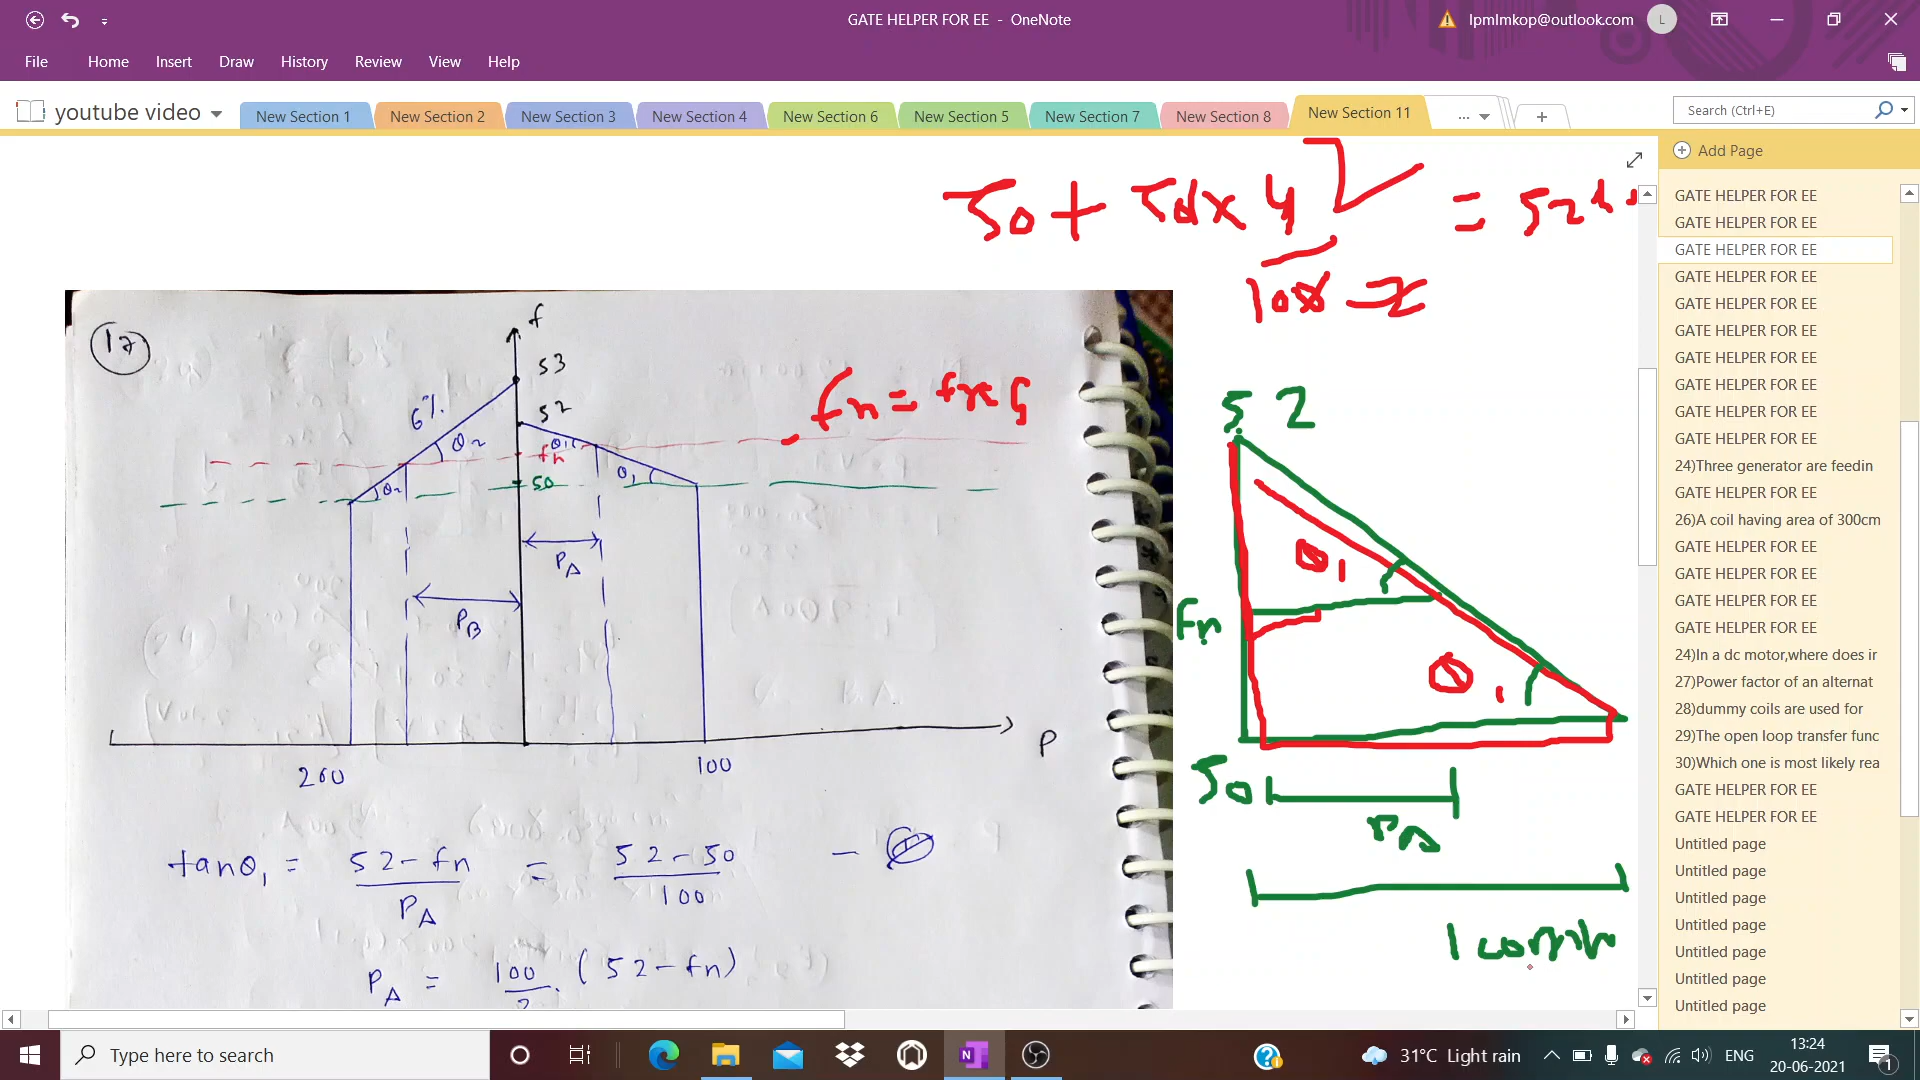 GATE HELPER FOR EE - OneNote
lpmlmkop@outlook.com
L
File Home Insert Draw History Review View Help
youtube video
New Section 1
New Section 2
New Section 3
New Section 4
New Section 6
New Section 5
New Section 7
New Section 8
New Section 11
...
+
Search (Ctrl+E)
Add Page
GATE HELPER FOR EE
GATE HELPER FOR EE
GATE HELPER FOR EE
GATE HELPER FOR EE
GATE HELPER FOR EE
GATE HELPER FOR EE
GATE HELPER FOR EE
GATE HELPER FOR EE
GATE HELPER FOR EE
GATE HELPER FOR EE
24)Three generator are feedin
GATE HELPER FOR EE
26)A coil having area of 300cm
GATE HELPER FOR EE
GATE HELPER FOR EE
GATE HELPER FOR EE
GATE HELPER FOR EE
24)In a dc motor,where does ir
27)Power factor of an alternat
28)dummy coils are used for
29)The open loop transfer func
30)Which one is most likely rea
GATE HELPER FOR EE
GATE HELPER FOR EE
Untitled page
Untitled page
Untitled page
Untitled page
Untitled page
Untitled page
Untitled page
17
f
53
6%.
52
θ2
θ1
fn
50
θ2
θ1
PA
PB
P
200
100
tanθ1 = 52-fn / PA = 52-50 / 100
PA = 100 / 2 . (52-fn)
52
θ1
fn
θ1
50
PA
Type here to search
31°C Light rain
ENG
13:24
20-06-2021
1